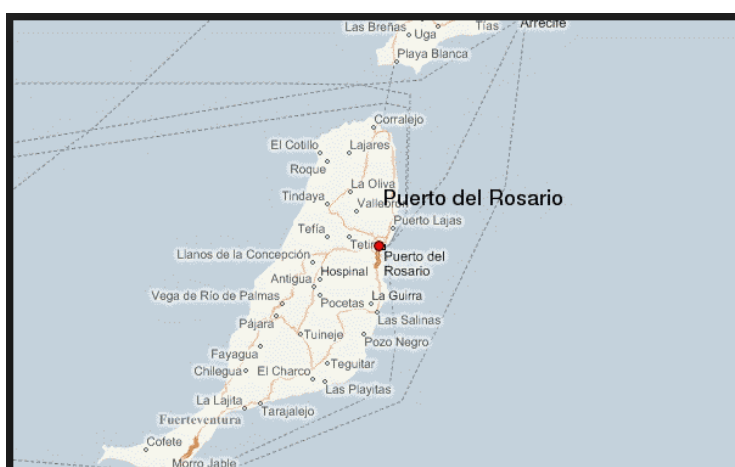 Las Breñas
Tías
Arrecife
Uga
Playa Blanca
Corralejo
El Cotillo
Lajares
Roque
La Oliva
Tindaya
Puerto del Rosario
Puerto Lajas
Tefía
Llanos de la Concepción
Puerto del
Rosario
Hospinal
Antigua
Vega de Río de Palmas
Pocetas
La Guirra
Pájara
Las Salinas
Tuineje
Pozo Negro
Fayagua
Teguitar
Chilegua
El Charco
Las Playitas
La Lajita
Tarajalejo
Fuerteventura
Cofete
Morro Jable